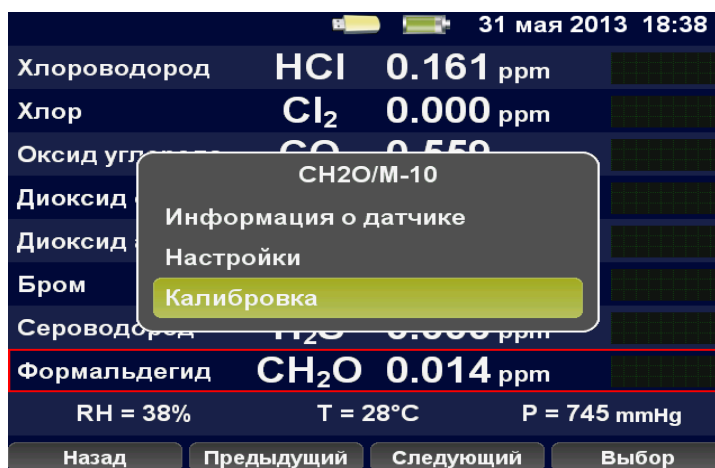 31 мая 2013 18:38
Хлороводород HCl 0.161 ppm
Хлор Cl₂ 0.000 ppm
Оксид
CH2O/M-10
Диоксид
Информация о датчике
Диоксид
Настройки
Бром
Калибровка
Сероводород H₂S ppm
Формальдегид CH₂O 0.014 ppm
RH = 38% T = 28°C P = 745 mmHg
Назад Предыдущий Следующий Выбор